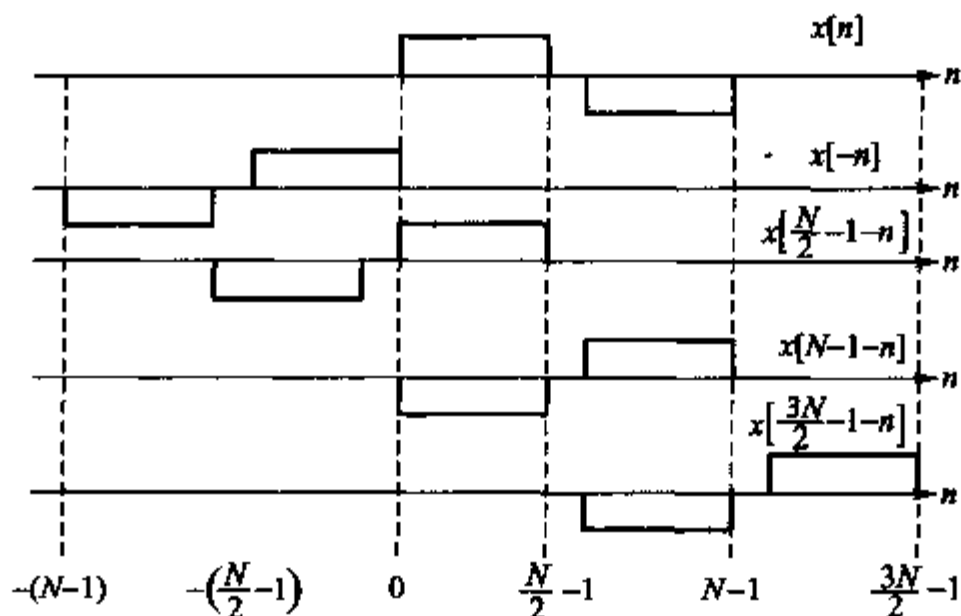 x[n]
n
x[-n]
n
x[N/2-1-n]
n
x[N-1-n]
n
x[3N/2-1-n]
n
-(N-1) -(N/2-1) 0 N/2-1 N-1 3N/2-1